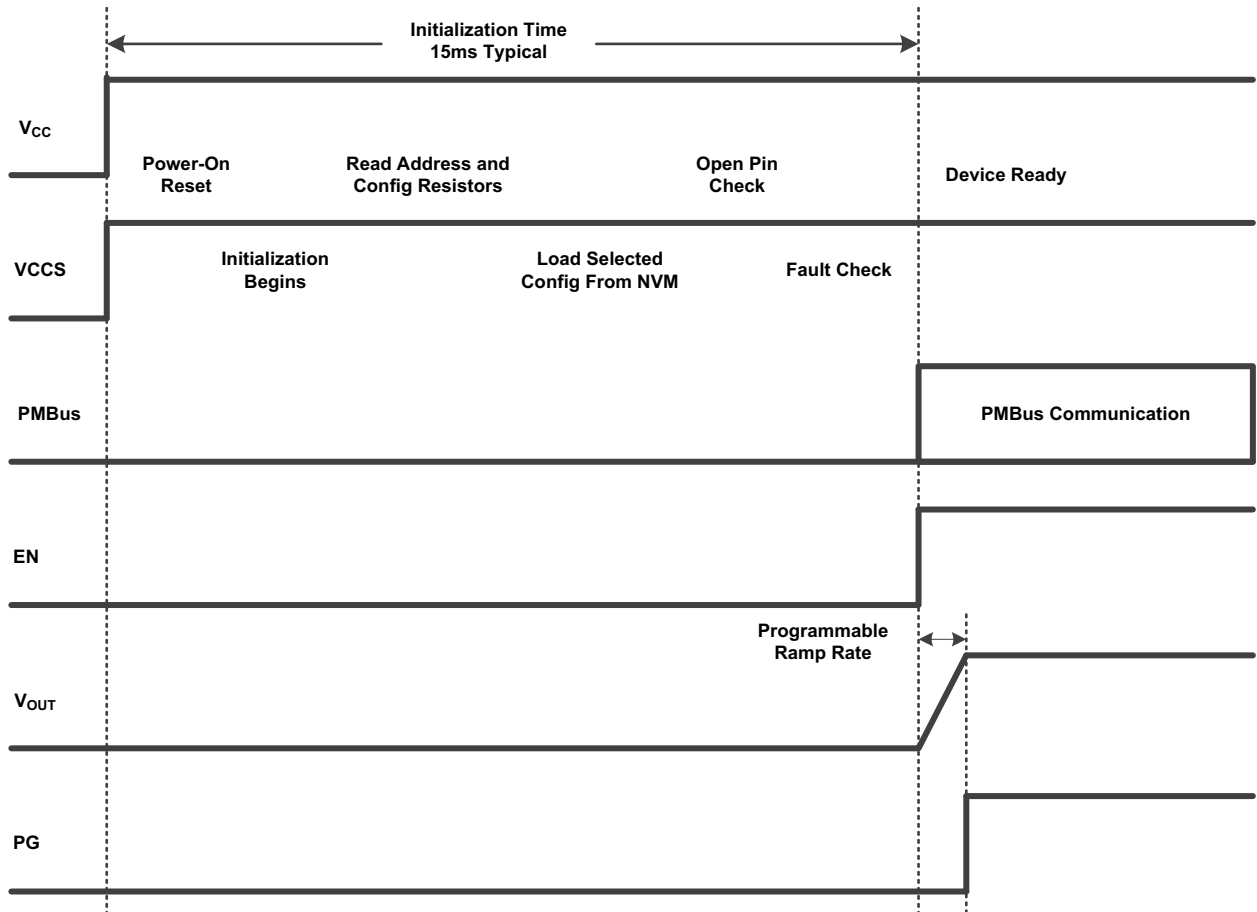 Initialization Time
15ms Typical
VCC
Power-On
Reset
Read Address and
Config Resistors
Open Pin
Check
Device Ready
VCCS
Initialization
Begins
Load Selected
Config From NVM
Fault Check
PMBus
PMBus Communication
EN
Programmable
Ramp Rate
VOUT
PG